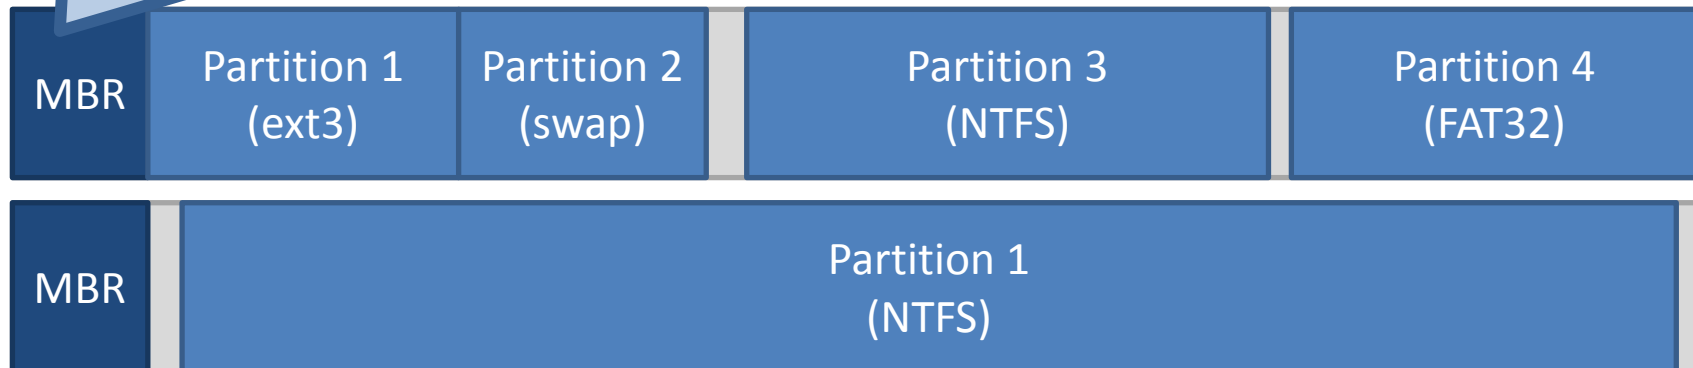 MBR
Partition 1
(ext3)
Partition 2
(swap)
Partition 3
(NTFS)
Partition 4
(FAT32)
MBR
Partition 1
(NTFS)